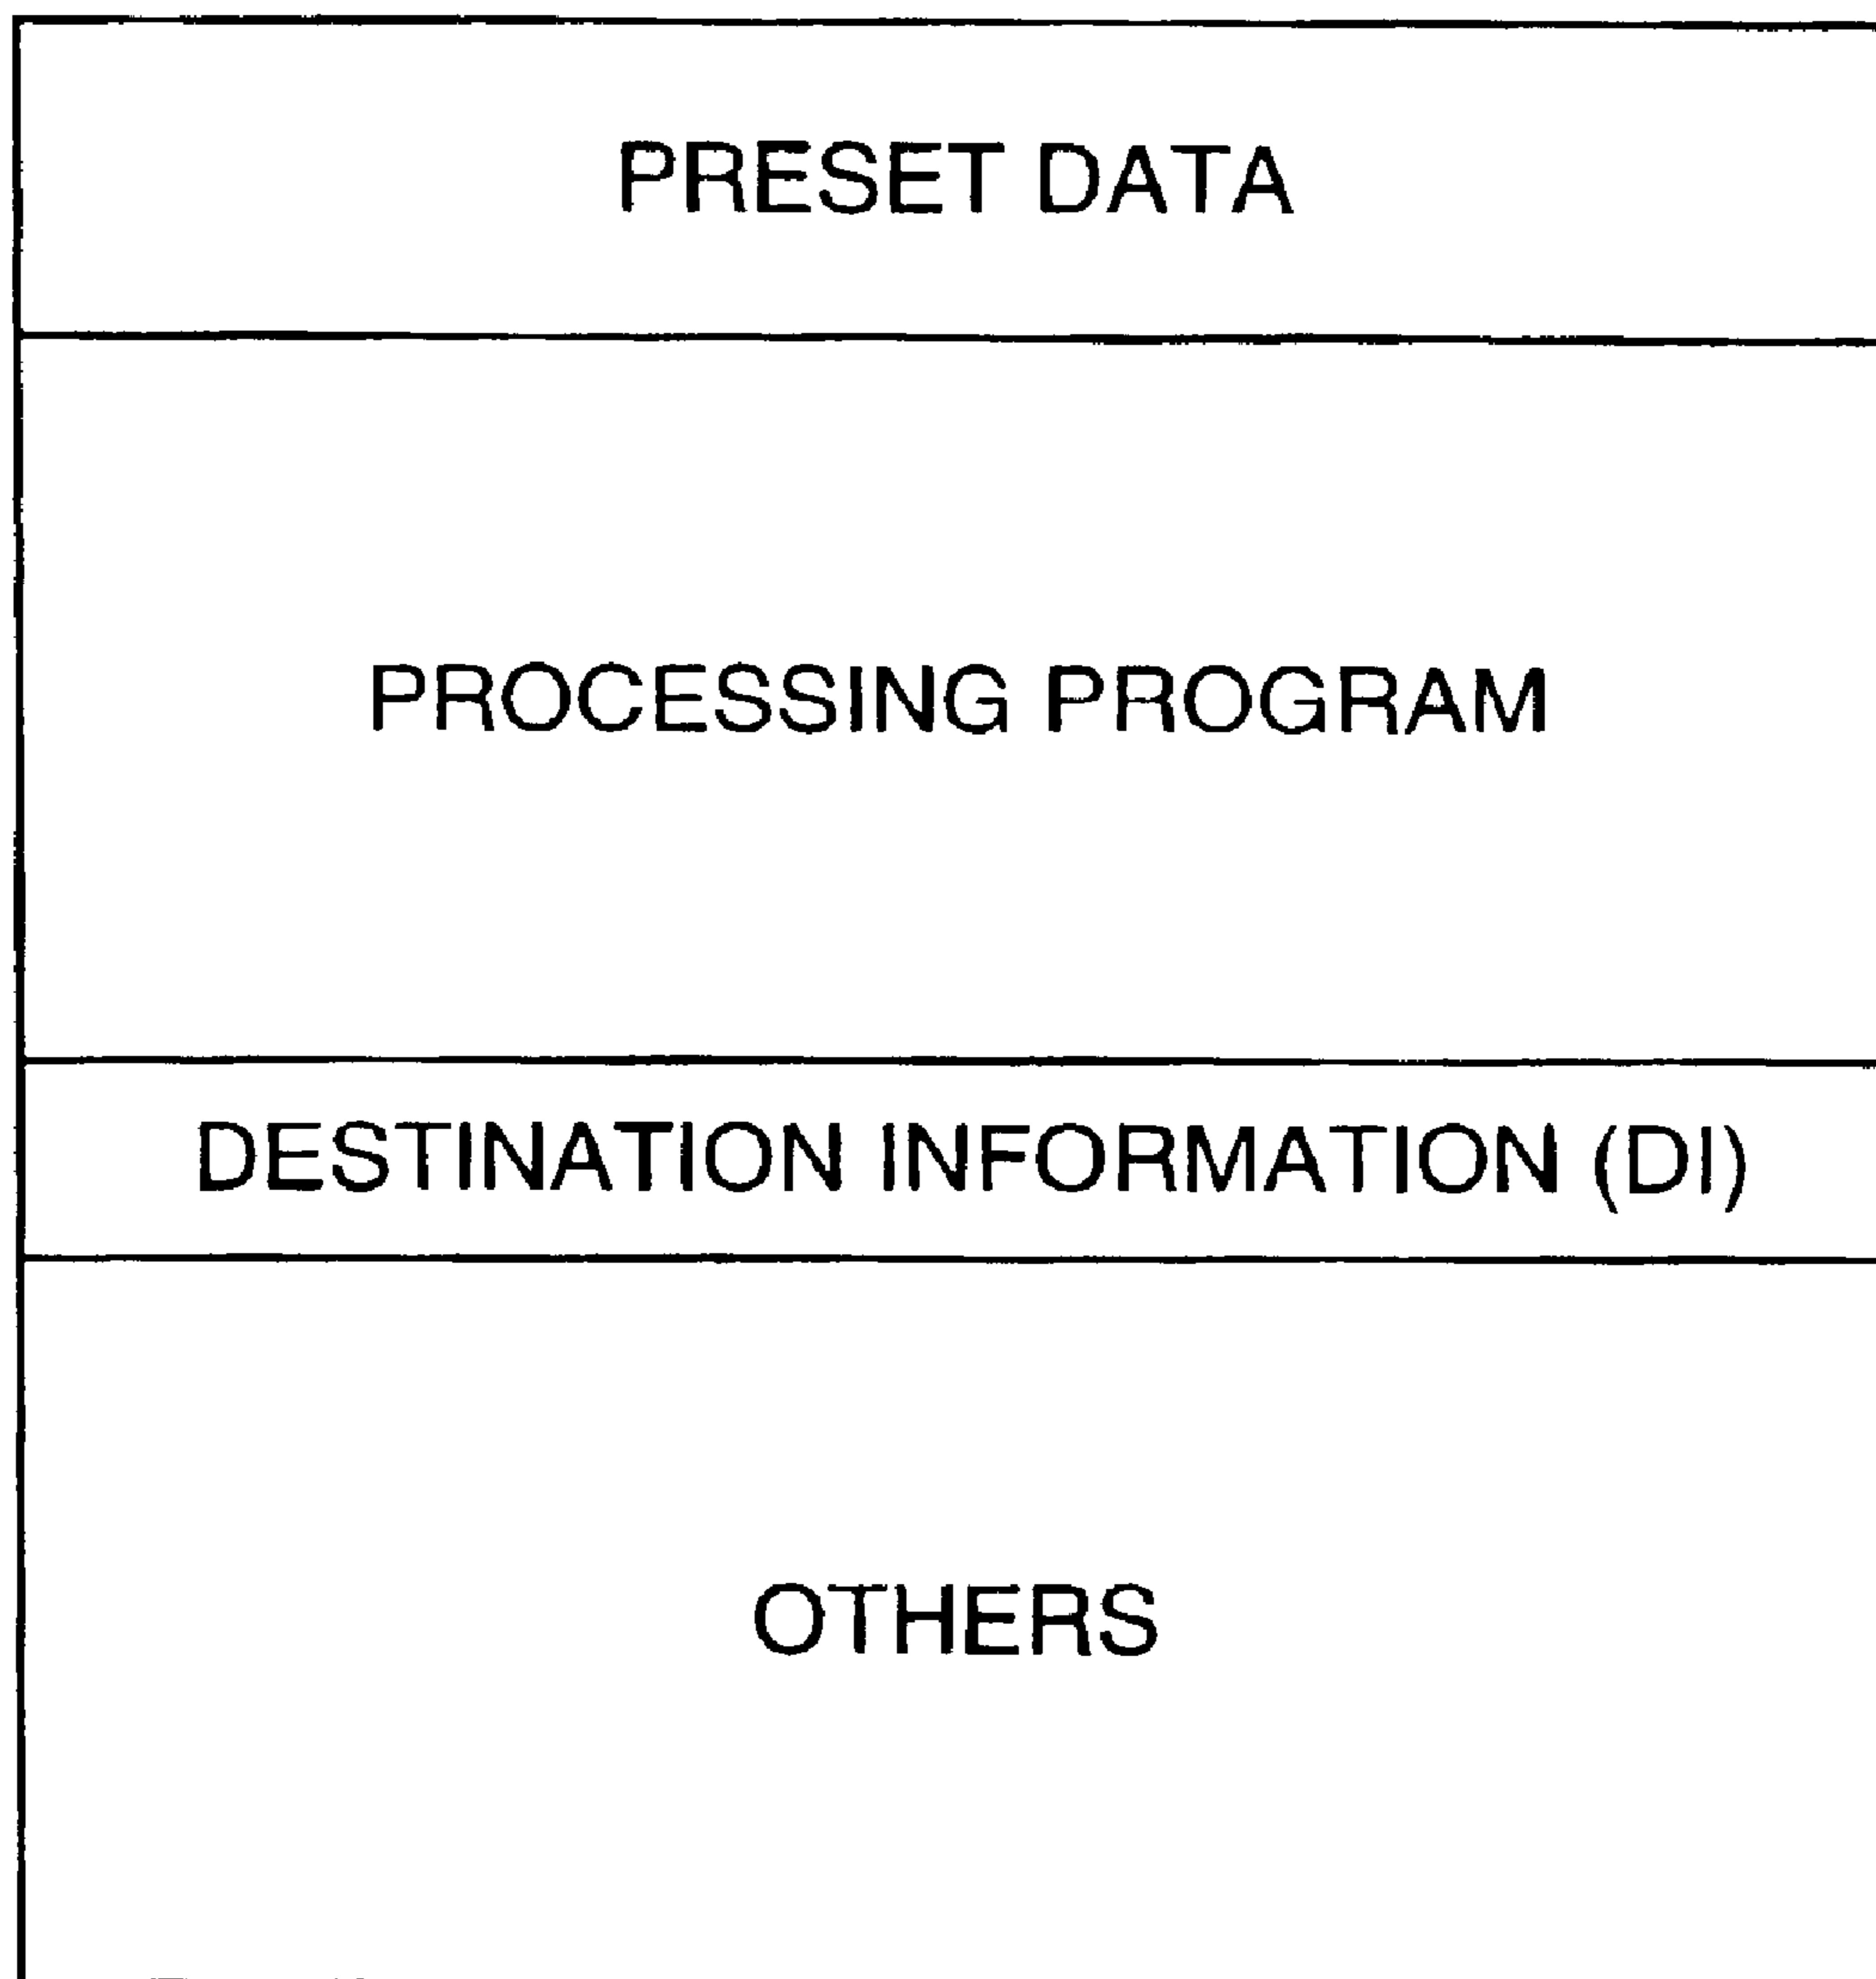 PRESET DATA
PROCESSING PROGRAM
DESTINATION INFORMATION (DI)
OTHERS